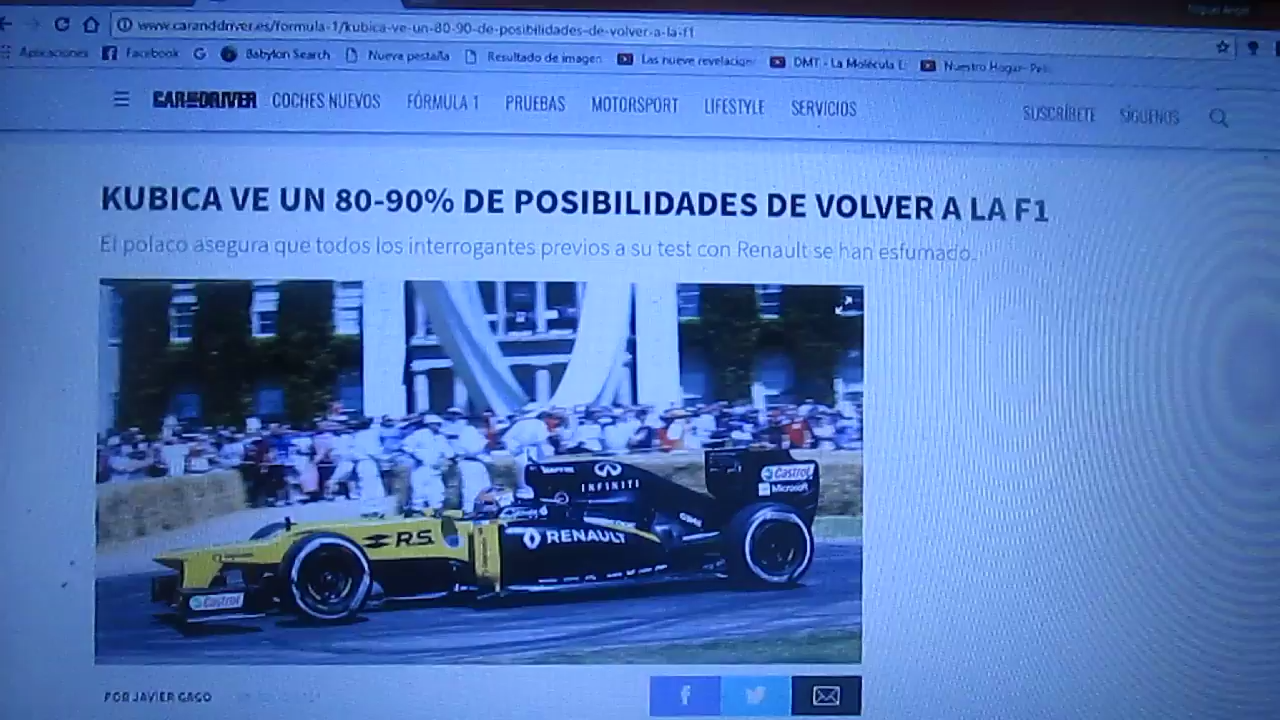 Miguel Angel
www.caranddriver.es/formula-1/kubica-ve-un-80-90-de-posibilidades-de-volver-a-la-f1
Aplicaciones Facebook Babylon Search Nueva pestaña Resultado de imagen Las nueve revelacion DMT - La Molécula E Nuestro Hogar- Peli
CAR AND DRIVER COCHES NUEVOS FÓRMULA 1 PRUEBAS MOTORSPORT LIFESTYLE SERVICIOS SUSCRÍBETE SÍGUENOS
KUBICA VE UN 80-90% DE POSIBILIDADES DE VOLVER A LA F1
El polaco asegura que todos los interrogantes previos a su test con Renault se han esfumado.
MAPFRE
INFINITI
Castrol
Microsoft
R.S.
RENAULT
Castrol
POR JAVIER GAGO